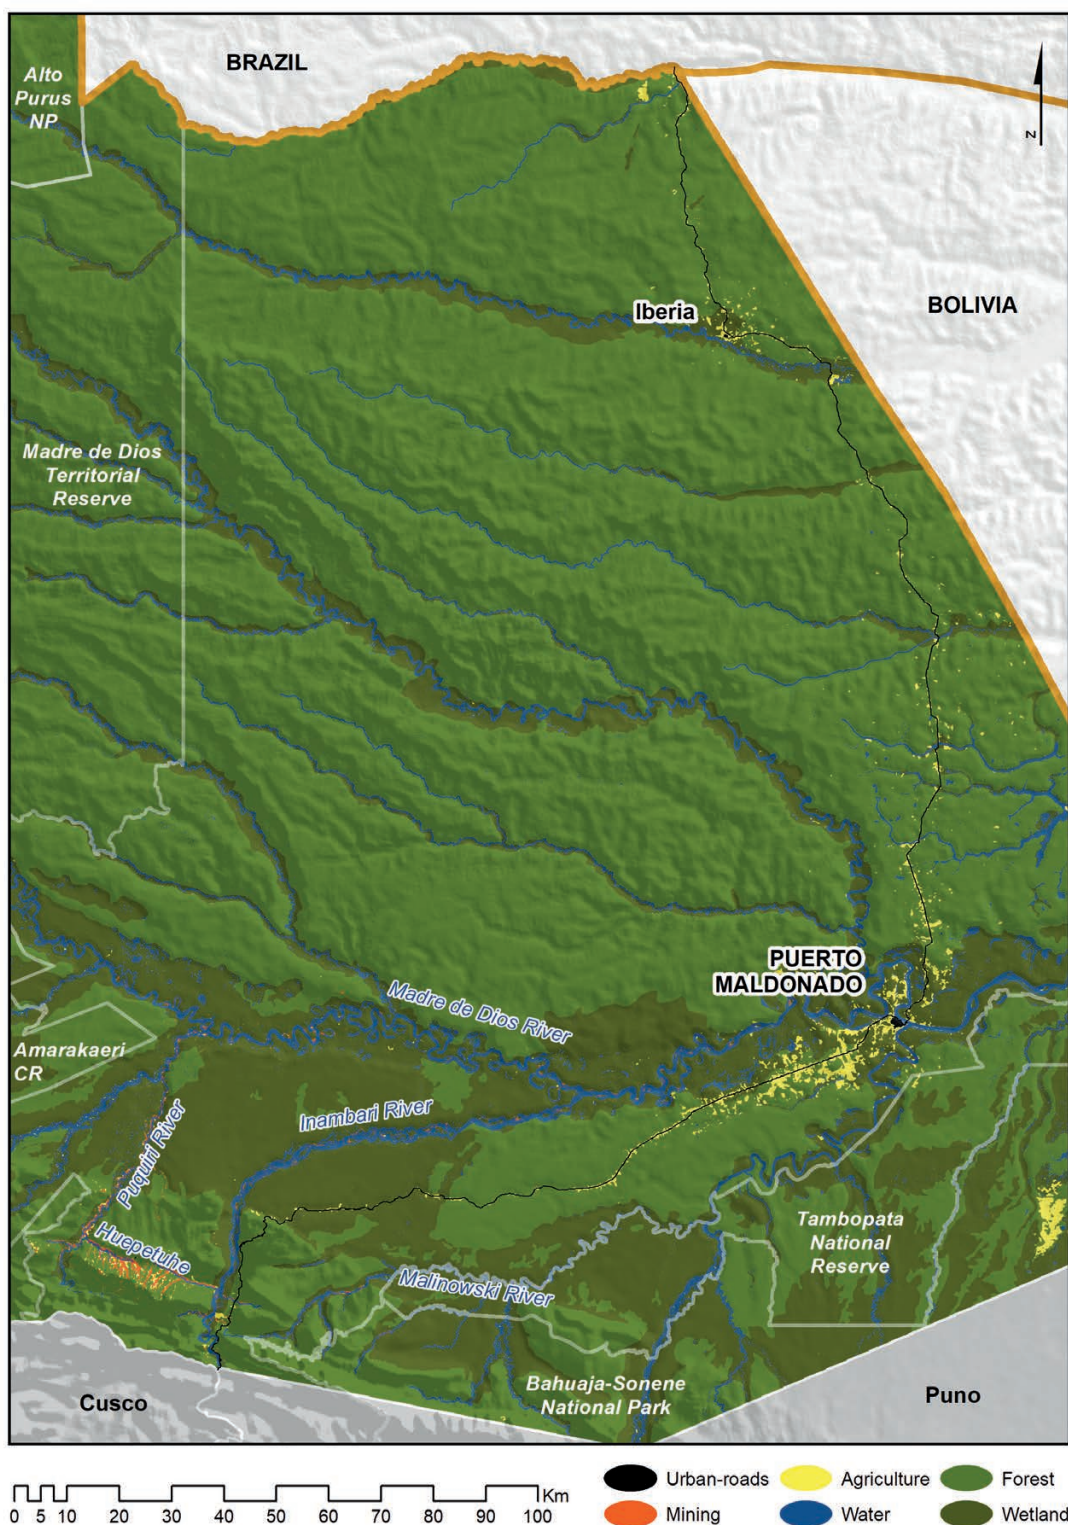 BRAZIL
Alto
Purus
NP
N
BOLIVIA
Iberia
Madre de Dios
Territorial
Reserve
PUERTO
MALDONADO
Madre de Dios River
Amarakaeri
CR
Inambari River
Puquiri River
Huepetuhe
Tambopata
National
Reserve
Malinowski River
Bahuaja-Sonene
National Park
Cusco
Puno
Km
0 5 10 20 30 40 50 60 70 80 90 100
Urban-roads
Agriculture
Forest
Mining
Water
Wetland